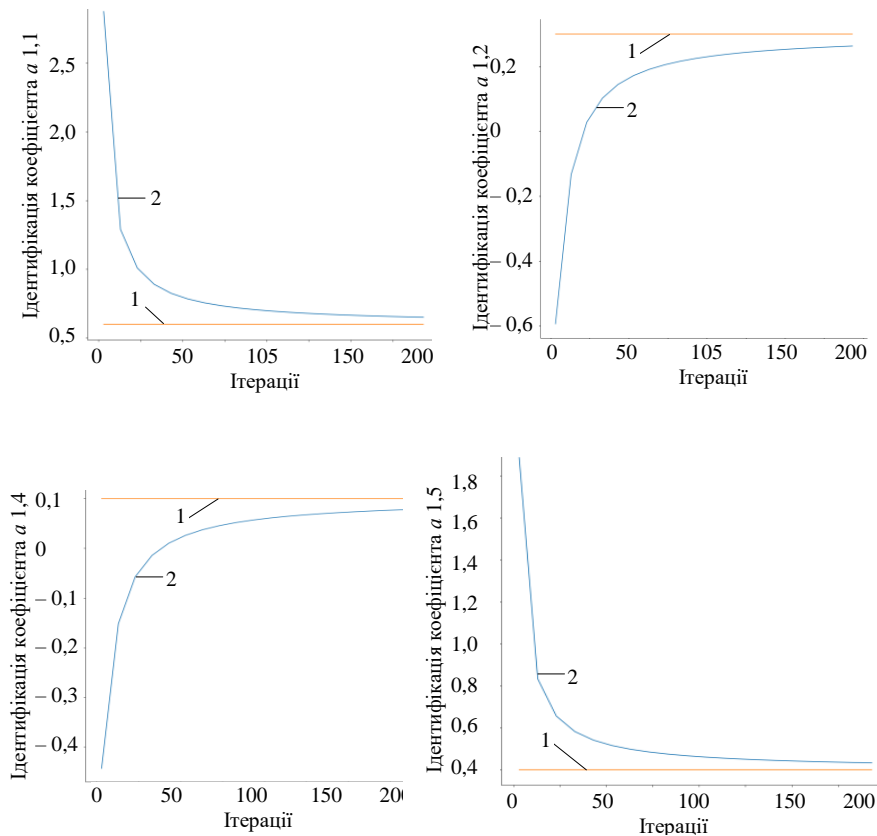 Ідентифікація коефіцієнта a 1,1
2,5
2,0
1,5
1,0
0,5
2
1
0 50 105 150 200
Ітерації
Ідентифікація коефіцієнта a 1,2
0,2
0
– 0,2
– 0,4
– 0,6
1
2
0 50 105 150 200
Ітерації
Ідентифікація коефіцієнта a 1,4
0,1
0
– 0,1
– 0,2
– 0,3
– 0,4
1
2
0 50 100 150 20
Ітерації
Ідентифікація коефіцієнта a 1,5
1,8
1,6
1,4
1,2
1,0
0,8
0,6
0,4
2
1
0 50 100 150 200
Ітерації